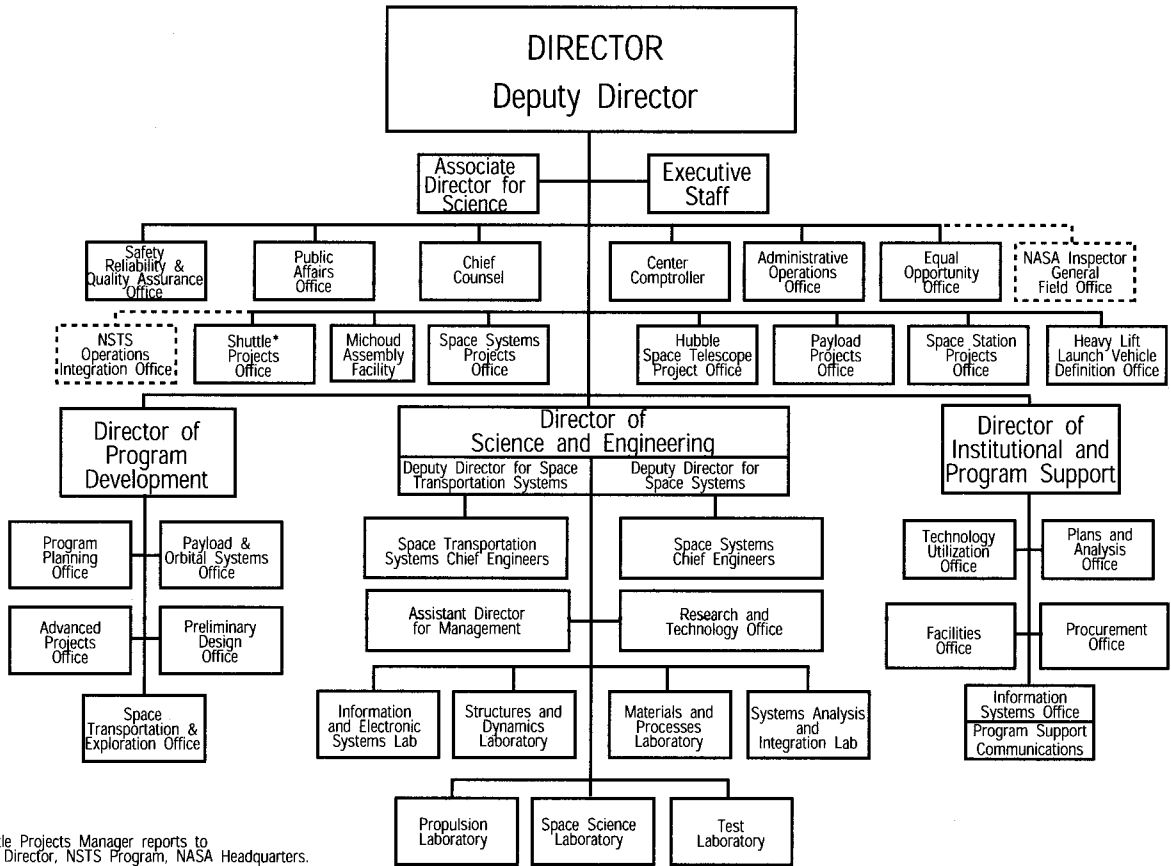 DIRECTOR
Deputy Director
Associate
Director for
Science
Executive
Staff
Safety
Reliability &
Quality Assurance
Office
Public
Affairs
Office
Chief
Counsel
Center
Comptroller
Administrative
Operations
Office
Equal
Opportunity
Office
NASA Inspector
General
Field Office
NSTS
Operations
Integration Office
Shuttle*
Projects
Office
Michoud
Assembly
Facility
Space Systems
Projects
Office
Hubble
Space Telescope
Project Office
Payload
Projects
Office
Space Station
Projects
Office
Heavy Lift
Launch Vehicle
Definition Office
Director of
Program
Development
Director of
Science and Engineering
Deputy Director for Space
Transportation Systems
Deputy Director for
Space Systems
Director of
Institutional and
Program Support
Program
Planning
Office
Payload &
Orbital Systems
Office
Advanced
Projects
Office
Preliminary
Design
Office
Space
Transportation &
Exploration Office
Space Transportation
Systems Chief Engineers
Space Systems
Chief Engineers
Assistant Director
for Management
Research and
Technology Office
Information
and Electronic
Systems Lab
Structures and
Dynamics
Laboratory
Materials and
Processes
Laboratory
Systems Analysis
and
Integration Lab
Propulsion
Laboratory
Space Science
Laboratory
Test
Laboratory
Technology
Utilization
Office
Plans and
Analysis
Office
Facilities
Office
Procurement
Office
Information
Systems Office
Program Support
Communications
Projects Manager reports to
Director, NSTS Program, NASA Headquarters.